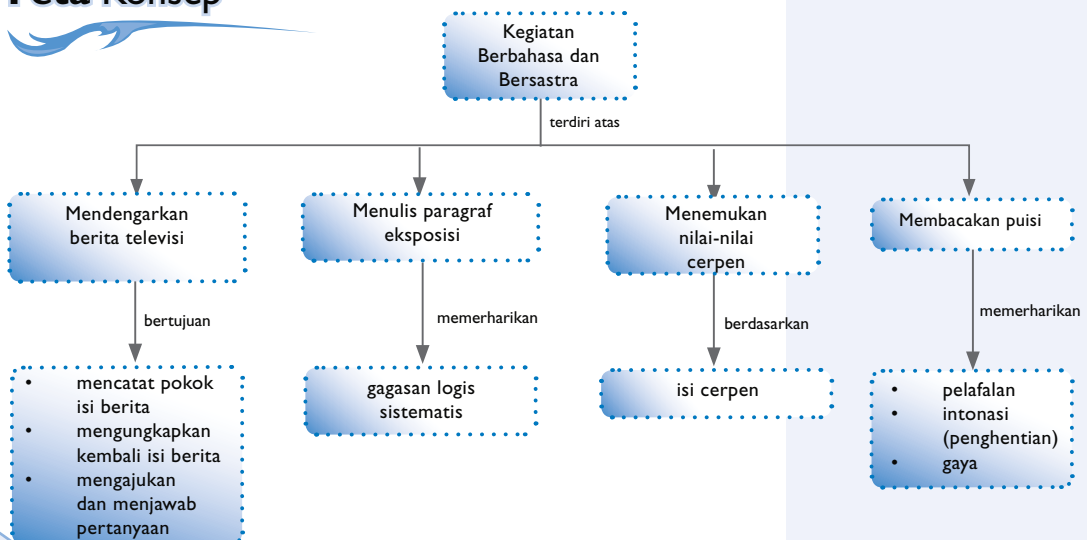 Peta Konsep
Kegiatan
Berbahasa dan
Bersastra
terdiri atas
Mendengarkan
berita televisi
Menulis paragraf
eksposisi
Menemukan
nilai-nilai
cerpen
Membacakan puisi
bertujuan
memerharikan
berdasarkan
memerharikan
• mencatat pokok
isi berita
• mengungkapkan
kembali isi berita
• mengajukan
dan menjawab
pertanyaan
gagasan logis
sistematis
isi cerpen
• pelafalan
• intonasi
(penghentian)
• gaya